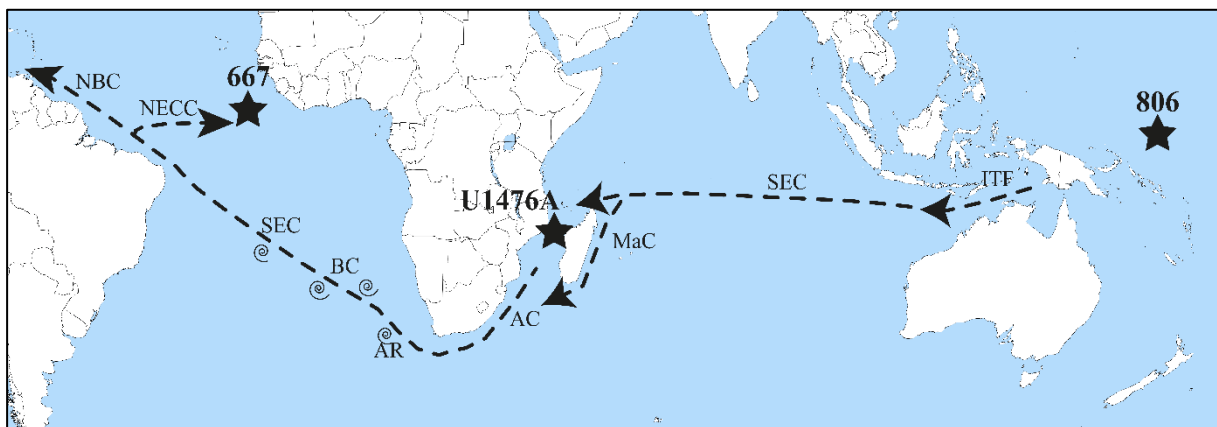 NBC
667
NECC
806
U1476A
SEC
ITF
SEC
MaC
BC
AC
AR